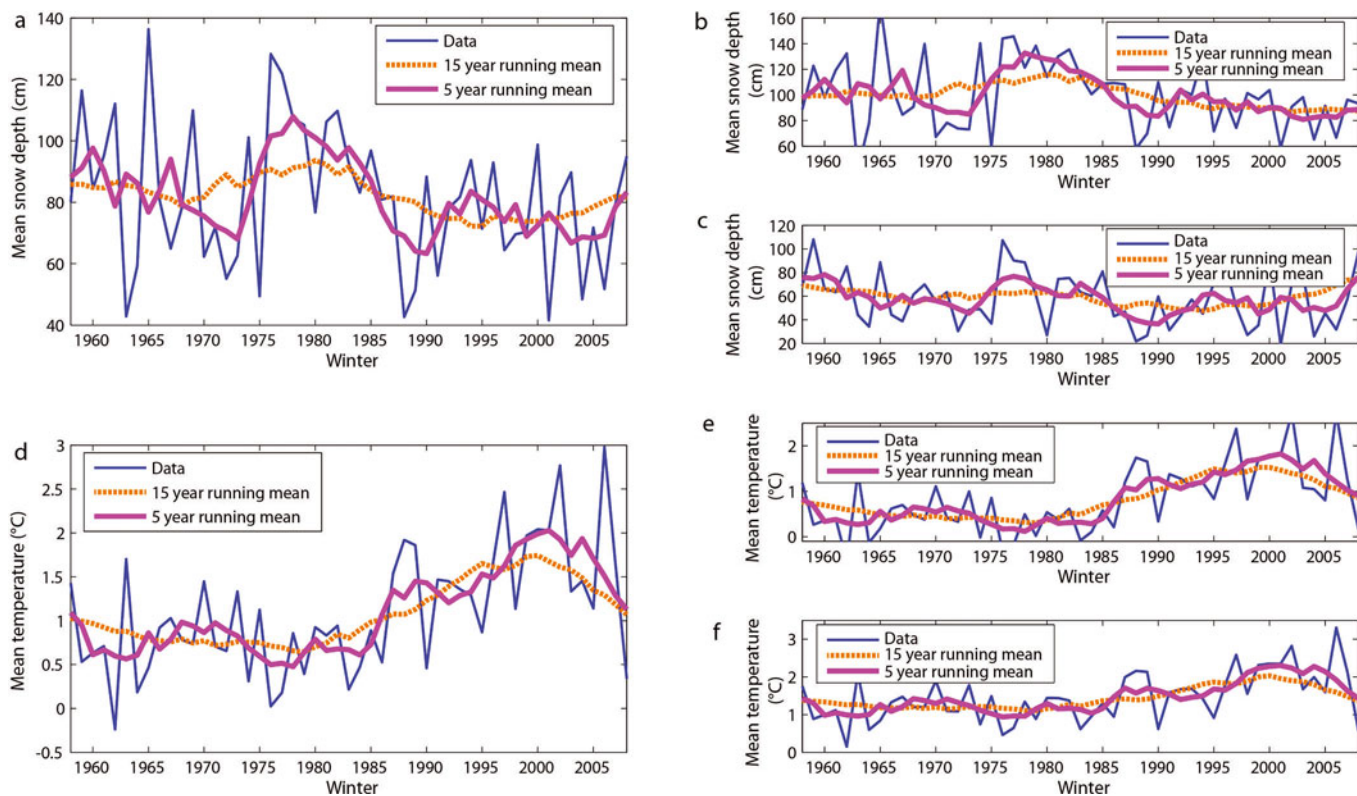 a
140
120
100
80
60
40
Mean snow depth (cm)
Data
15 year running mean
5 year running mean
1960 1965 1970 1975 1980 1985 1990 1995 2000 2005
Winter
b
160
140
120
100
80
60
Mean snow depth
(cm)
Data
15 year running mean
5 year running mean
1960 1965 1970 1975 1980 1985 1990 1995 2000 2005
Winter
c
120
100
80
60
40
20
Mean snow depth
(cm)
Data
15 year running mean
5 year running mean
1960 1965 1970 1975 1980 1985 1990 1995 2000 2005
Winter
d
3
2.5
2
1.5
1
0.5
0
-0.5
Mean temperature (°C)
Data
15 year running mean
5 year running mean
1960 1965 1970 1975 1980 1985 1990 1995 2000 2005
Winter
e
2
1
0
Mean temperature
(°C)
Data
15 year running mean
5 year running mean
1960 1965 1970 1975 1980 1985 1990 1995 2000 2005
Winter
f
3
2
1
0
Mean temperature
(°C)
Data
15 year running mean
5 year running mean
1960 1965 1970 1975 1980 1985 1990 1995 2000 2005
Winter